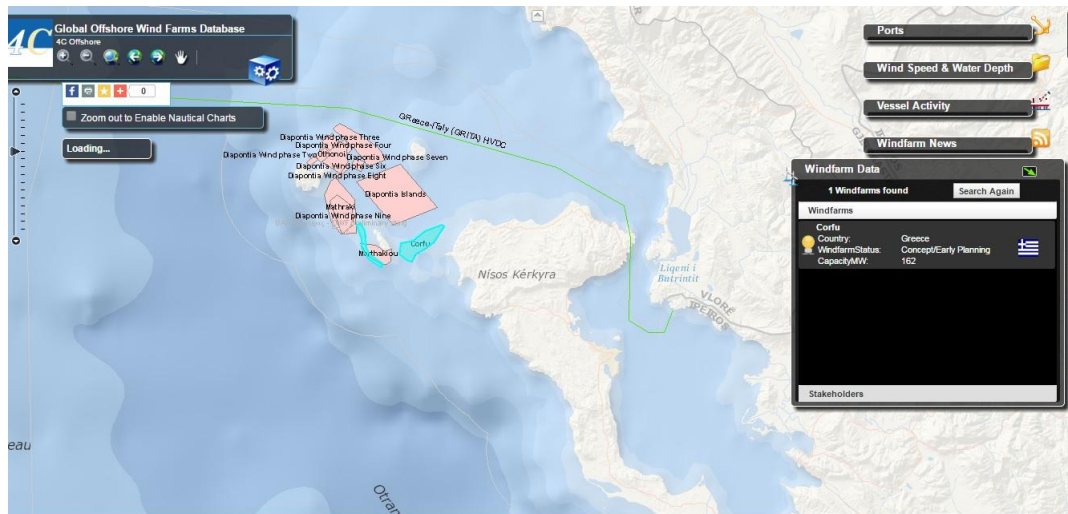 4C
Global Offshore Wind Farms Database
4C Offshore
0
Zoom out to Enable Nautical Charts
Loading...
GReece-Italy (GRITA) HVDC
Diapontia Wind phase Three
Diapontia Wind phase Four
Diapontia Wind phase Two
Othonoi
Diapontia Wind phase Seven
Diapontia Wind phase Six
Diapontia Wind phase Eight
Diapontia Islands
Mathraki
Diapontia Wind phase Nine
Corfu
Nísos Kérkyra
Liqeni i
Butrintit
VLORË
IPEIROS
eau
Otran
Ports
Wind Speed & Water Depth
Vessel Activity
Windfarm News
Windfarm Data
1 Windfarms found
Search Again
Windfarms
Corfu
Country: Greece
WindfarmStatus: Concept/Early Planning
CapacityMW: 162
Stakeholders